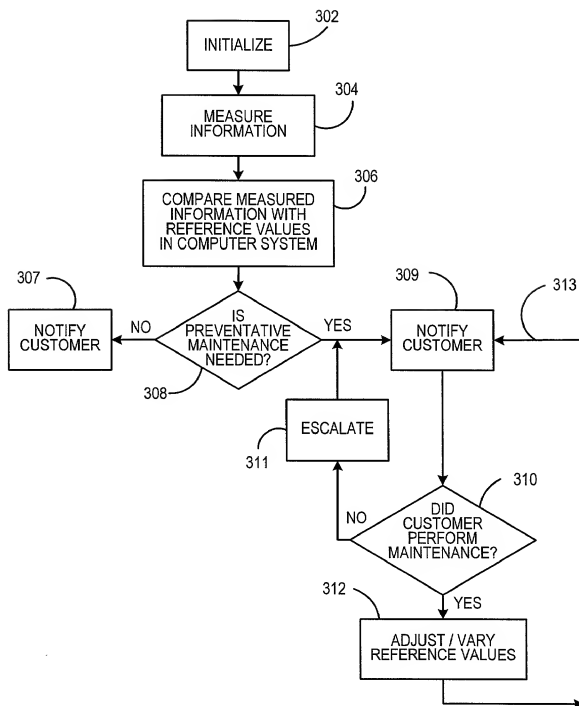 302
INITIALIZE
304
MEASURE
INFORMATION
306
COMPARE MEASURED
INFORMATION WITH
REFERENCE VALUES
IN COMPUTER SYSTEM
307
NOTIFY
CUSTOMER
NO
IS
PREVENTATIVE
MAINTENANCE
NEEDED?
308
YES
309
NOTIFY
CUSTOMER
313
ESCALATE
311
310
NO
DID
CUSTOMER
PERFORM
MAINTENANCE?
YES
312
ADJUST / VARY
REFERENCE VALUES